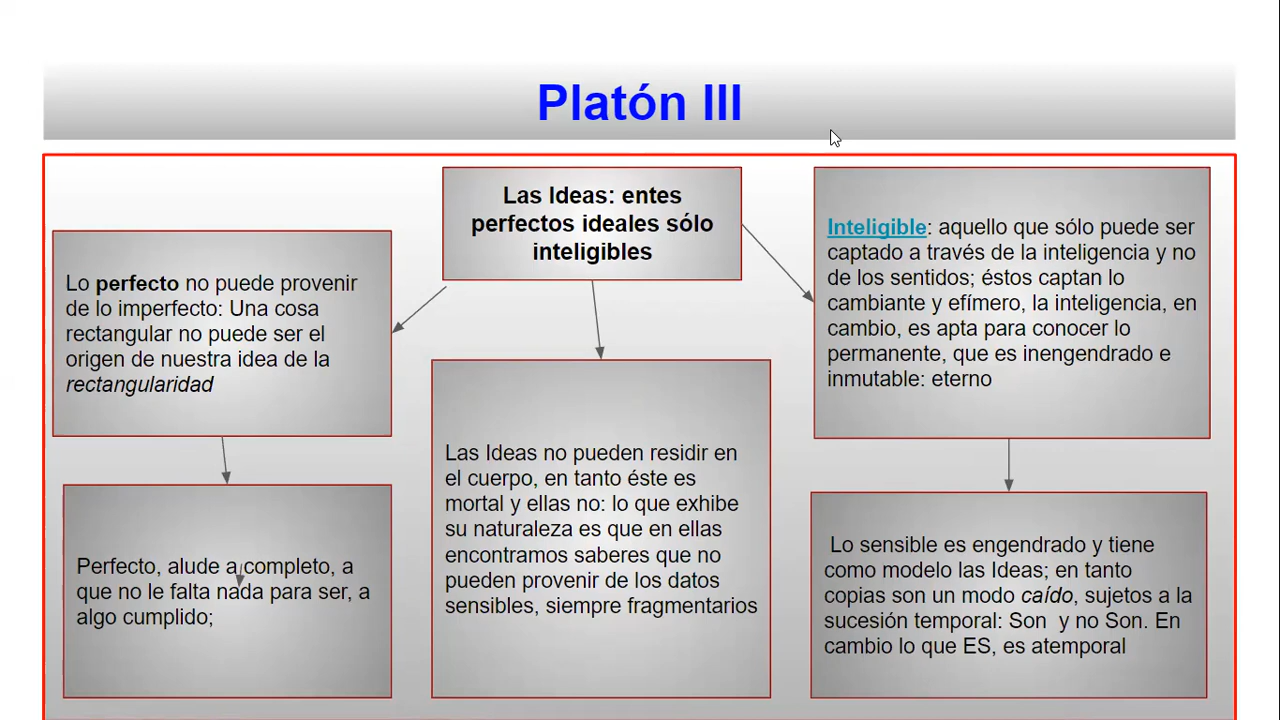 Platón III
Las Ideas: entes
perfectos ideales sólo
inteligibles
Lo perfecto no puede provenir
de lo imperfecto: Una cosa
rectangular no puede ser el
origen de nuestra idea de la
rectangularidad
Perfecto, alude a completo, a
que no le falta nada para ser, a
algo cumplido;
Las Ideas no pueden residir en
el cuerpo, en tanto éste es
mortal y ellas no: lo que exhibe
su naturaleza es que en ellas
encontramos saberes que no
pueden provenir de los datos
sensibles, siempre fragmentarios
Inteligible: aquello que sólo puede ser
captado a través de la inteligencia y no
de los sentidos; éstos captan lo
cambiante y efímero, la inteligencia, en
cambio, es apta para conocer lo
permanente, que es inengendrado e
inmutable: eterno
Lo sensible es engendrado y tiene
como modelo las Ideas; en tanto
copias son un modo caído, sujetos a la
sucesión temporal: Son y no Son. En
cambio lo que ES, es atemporal